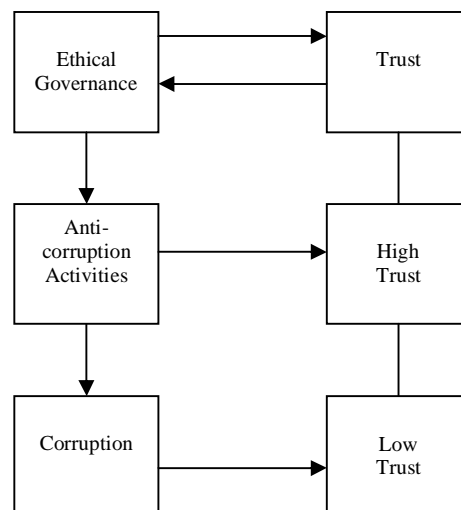 Ethical
Governance
Trust
Anti-
corruption
Activities
High
Trust
Corruption
Low
Trust